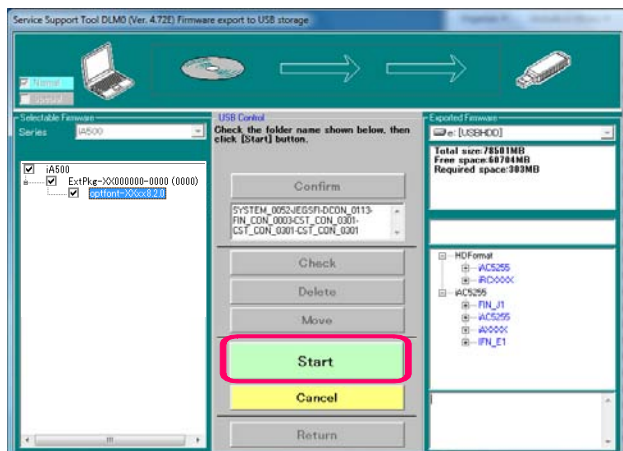 Service Support Tool DLM0 (Ver. 4.72E) Firmware export to USB storage
Normal
Selectable Firmware
Series iA500
iA500
ExtPkg-XX000000-0000 (0000)
optfont-XXxx8.2.0
USB Control
Check the folder name shown below, then
click [Start] button.
Confirm
SYSTEM_0052-JEGSFI-DCON_0113-
FIN_CON_0003-CST_CON_0301-
CST_CON_0301-CST_CON_0301
Check
Delete
Move
Start
Cancel
Return
Exported Firmware
e: [USBHDD]
Total size:78501MB
Free space:60704MB
Required space:303MB
HDFormat
iAC5255
iRCXXXX
iAC5255
FIN_J1
iAC5255
iAXXXX
IFN_E1